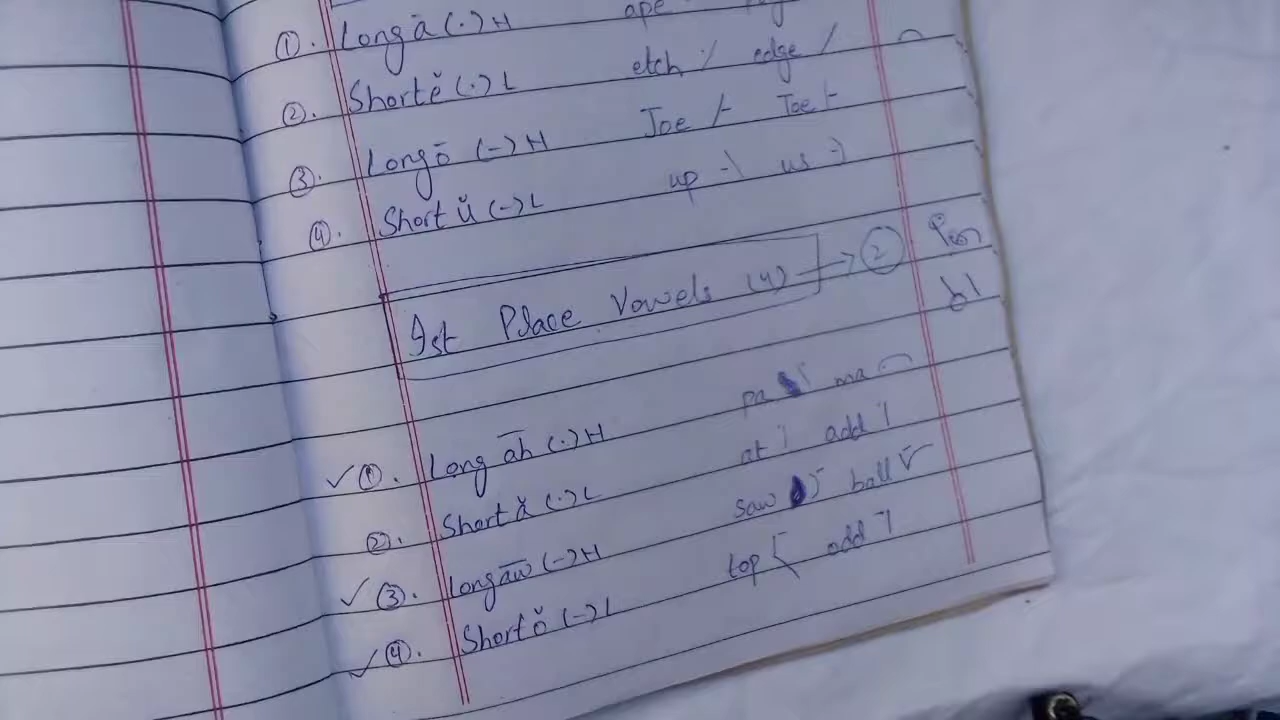 ①. Long ā (·) H ape
②. Short ĕ (·) L etch / edge /
③. Long ō (-) H Joe Toe
④. Short ŭ (-) L up us
1st Place Vowels (4) → ②
✓ ①. Long āh (·) H pa ma
②. Short ă (·) L at add
✓ ③. Long āw (-) H saw ball
✓ ④. Short ŏ (-) L top odd